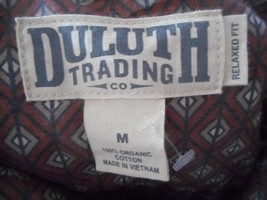 DULUTH
TRADING
CO
RELAXED FIT
M
100% ORGANIC
COTTON
MADE IN VIETNAM